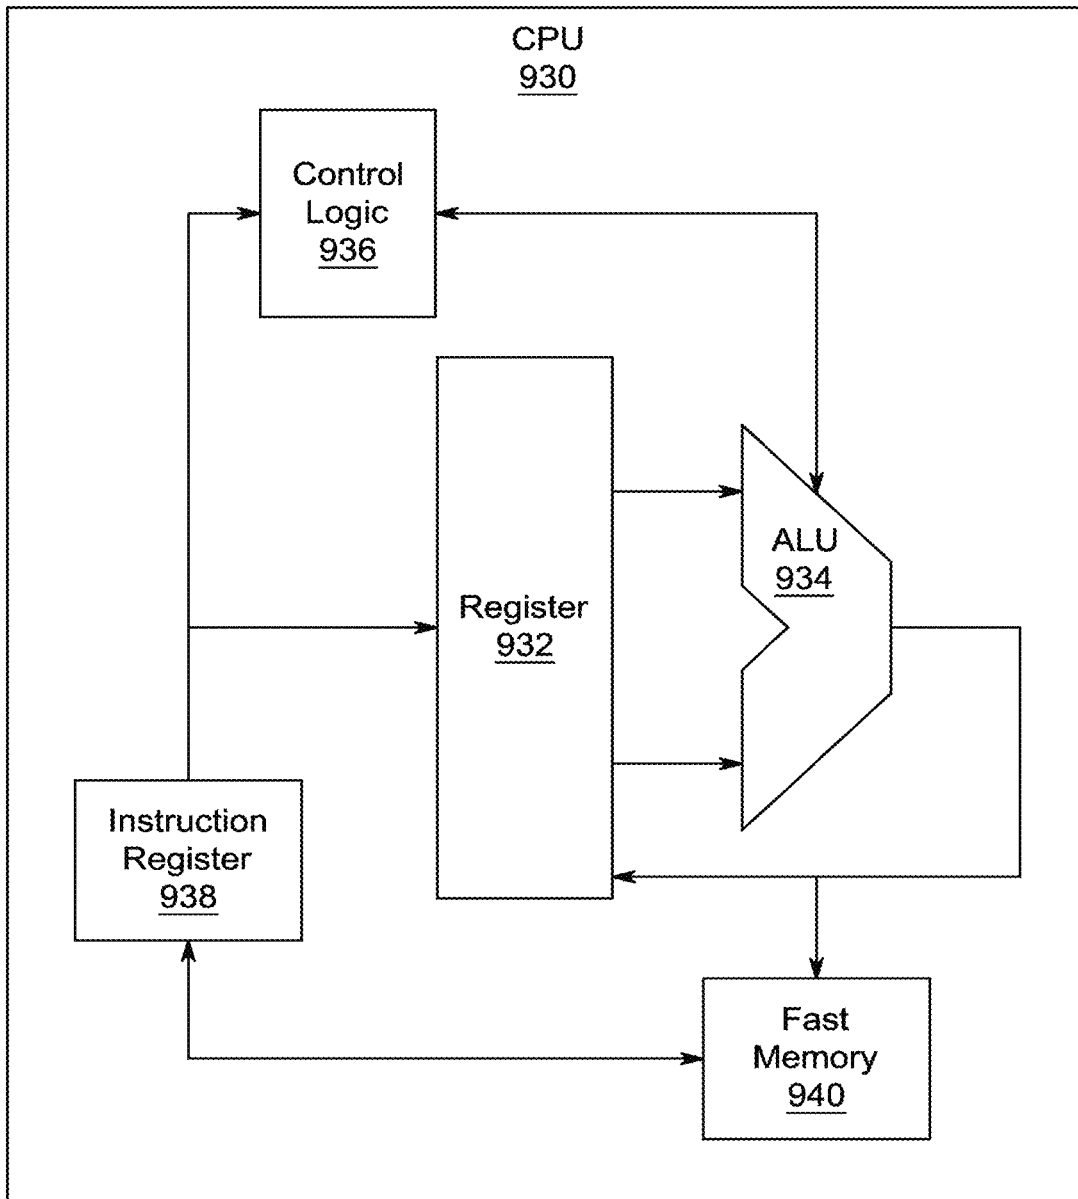 CPU
930
Control
Logic
936
ALU
934
Register
932
Instruction
Register
938
Fast
Memory
940